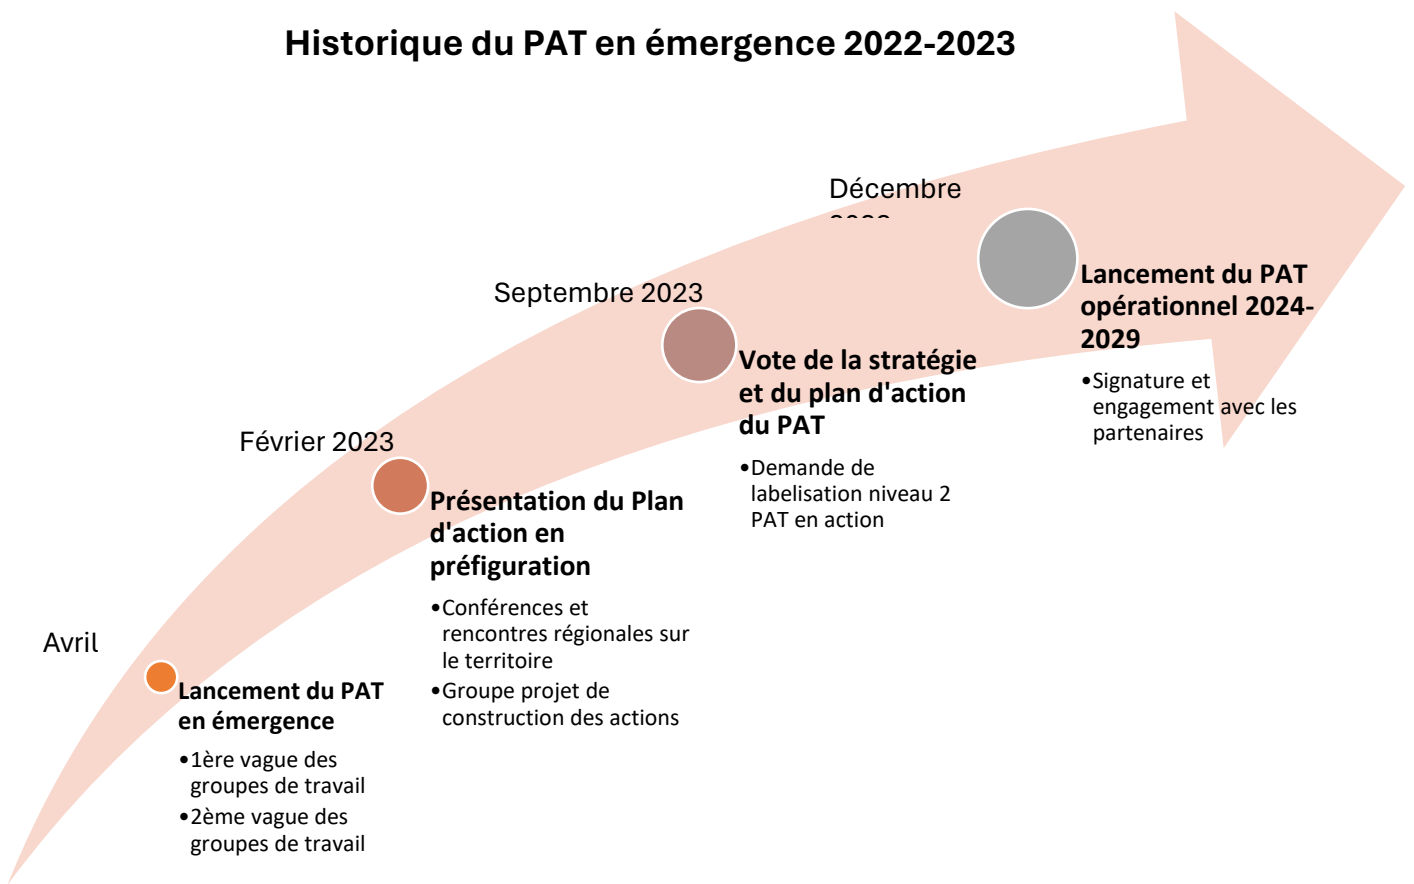 Historique du PAT en émergence 2022-2023
Avril
Lancement du PAT
en émergence
•1ère vague des
groupes de travail
•2ème vague des
groupes de travail
Février 2023
Présentation du Plan
d'action en
préfiguration
•Conférences et
rencontres régionales sur
le territoire
•Groupe projet de
construction des actions
Septembre 2023
Vote de la stratégie
et du plan d'action
du PAT
•Demande de
labelisation niveau 2
PAT en action
Décembre
Lancement du PAT
opérationnel 2024-
2029
•Signature et
engagement avec les
partenaires